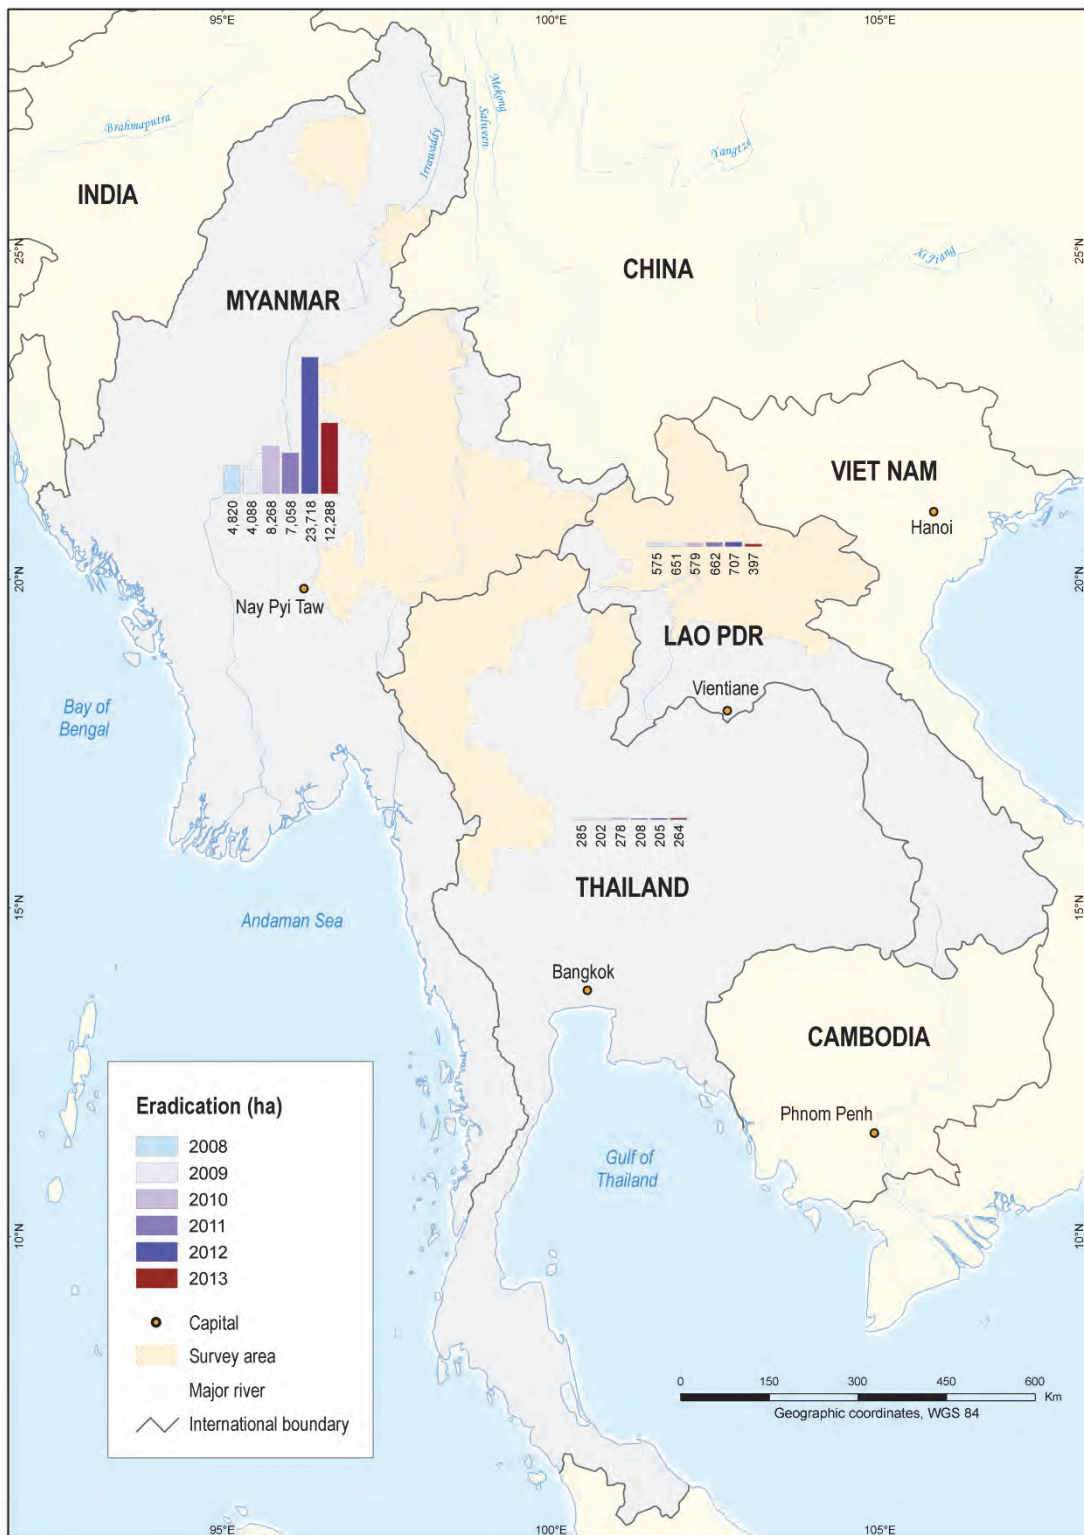 95°E
100°E
105°E
Brahmaputra
Irrawaddy
Salween
Mekong
Yangtze
Xi Jiang
INDIA
25°N
25°N
CHINA
MYANMAR
VIET NAM
Hanoi
4,820
4,088
8,268
7,058
23,718
12,288
575
651
579
662
707
397
20°N
20°N
Nay Pyi Taw
LAO PDR
Vientiane
Bay of
Bengal
285
202
278
208
205
264
THAILAND
15°N
15°N
Andaman Sea
Bangkok
CAMBODIA
Phnom Penh
Gulf of
Thailand
10°N
10°N
Eradication (ha)
2008
2009
2010
2011
2012
2013
Capital
Survey area
Major river
International boundary
0 150 300 450 600
Km
Geographic coordinates, WGS 84
95°E
100°E
105°E